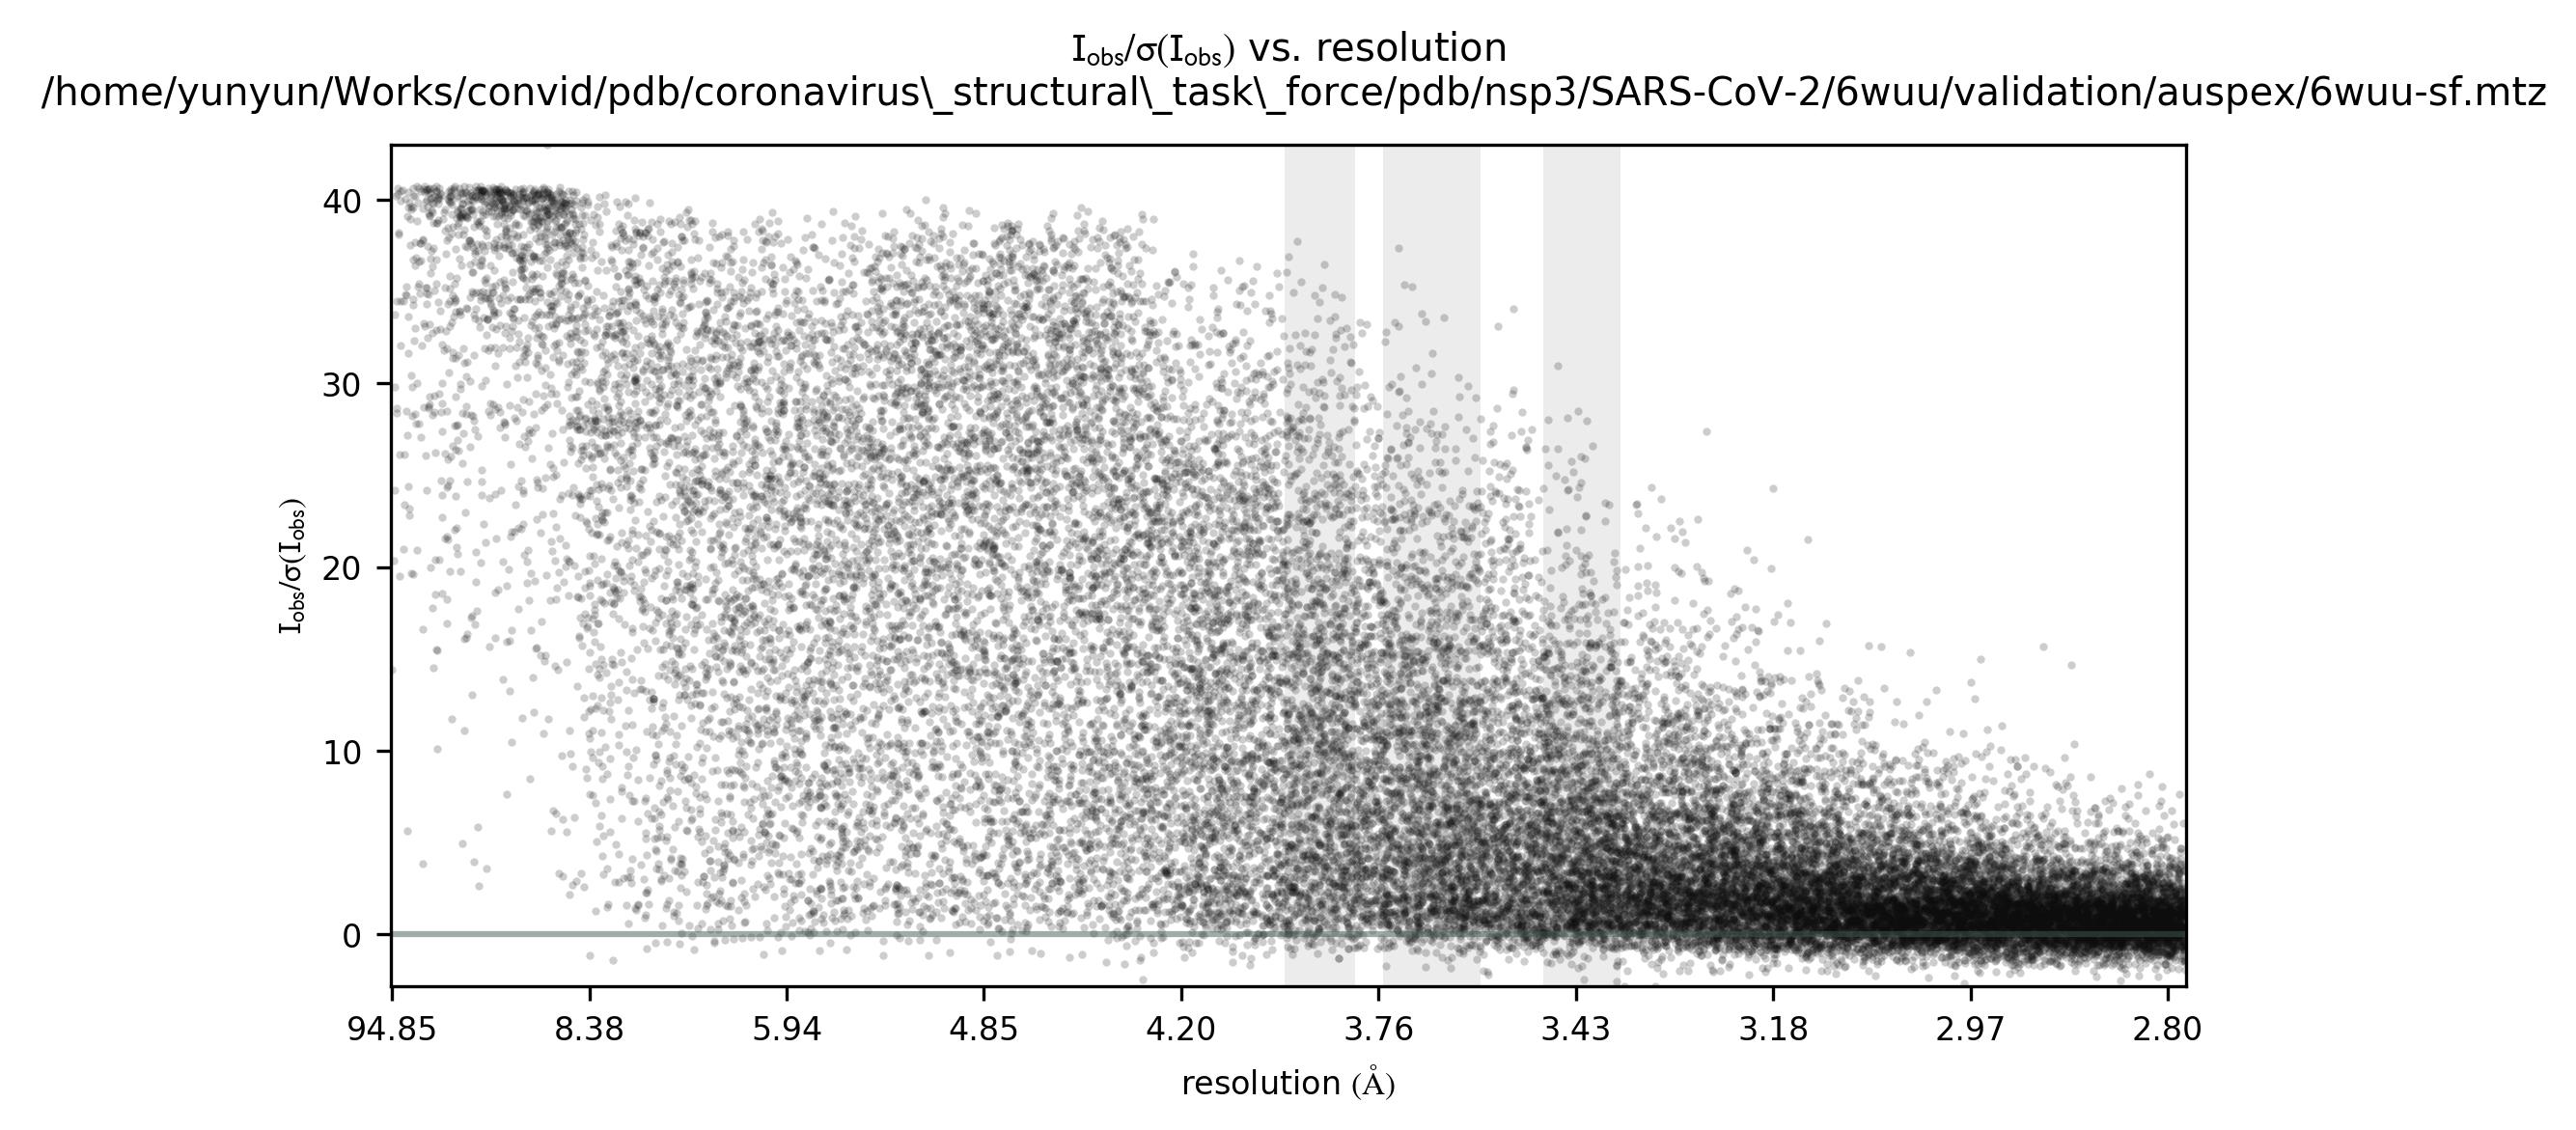 Iobs/σ(Iobs) vs. resolution
/home/yunyun/Works/convid/pdb/coronavirus\_structural\_task\_force/pdb/nsp3/SARS-CoV-2/6wuu/validation/auspex/6wuu-sf.mtz
Iobs/σ(Iobs)
40
30
20
10
0
94.85 8.38 5.94 4.85 4.20 3.76 3.43 3.18 2.97 2.80
resolution (Å)